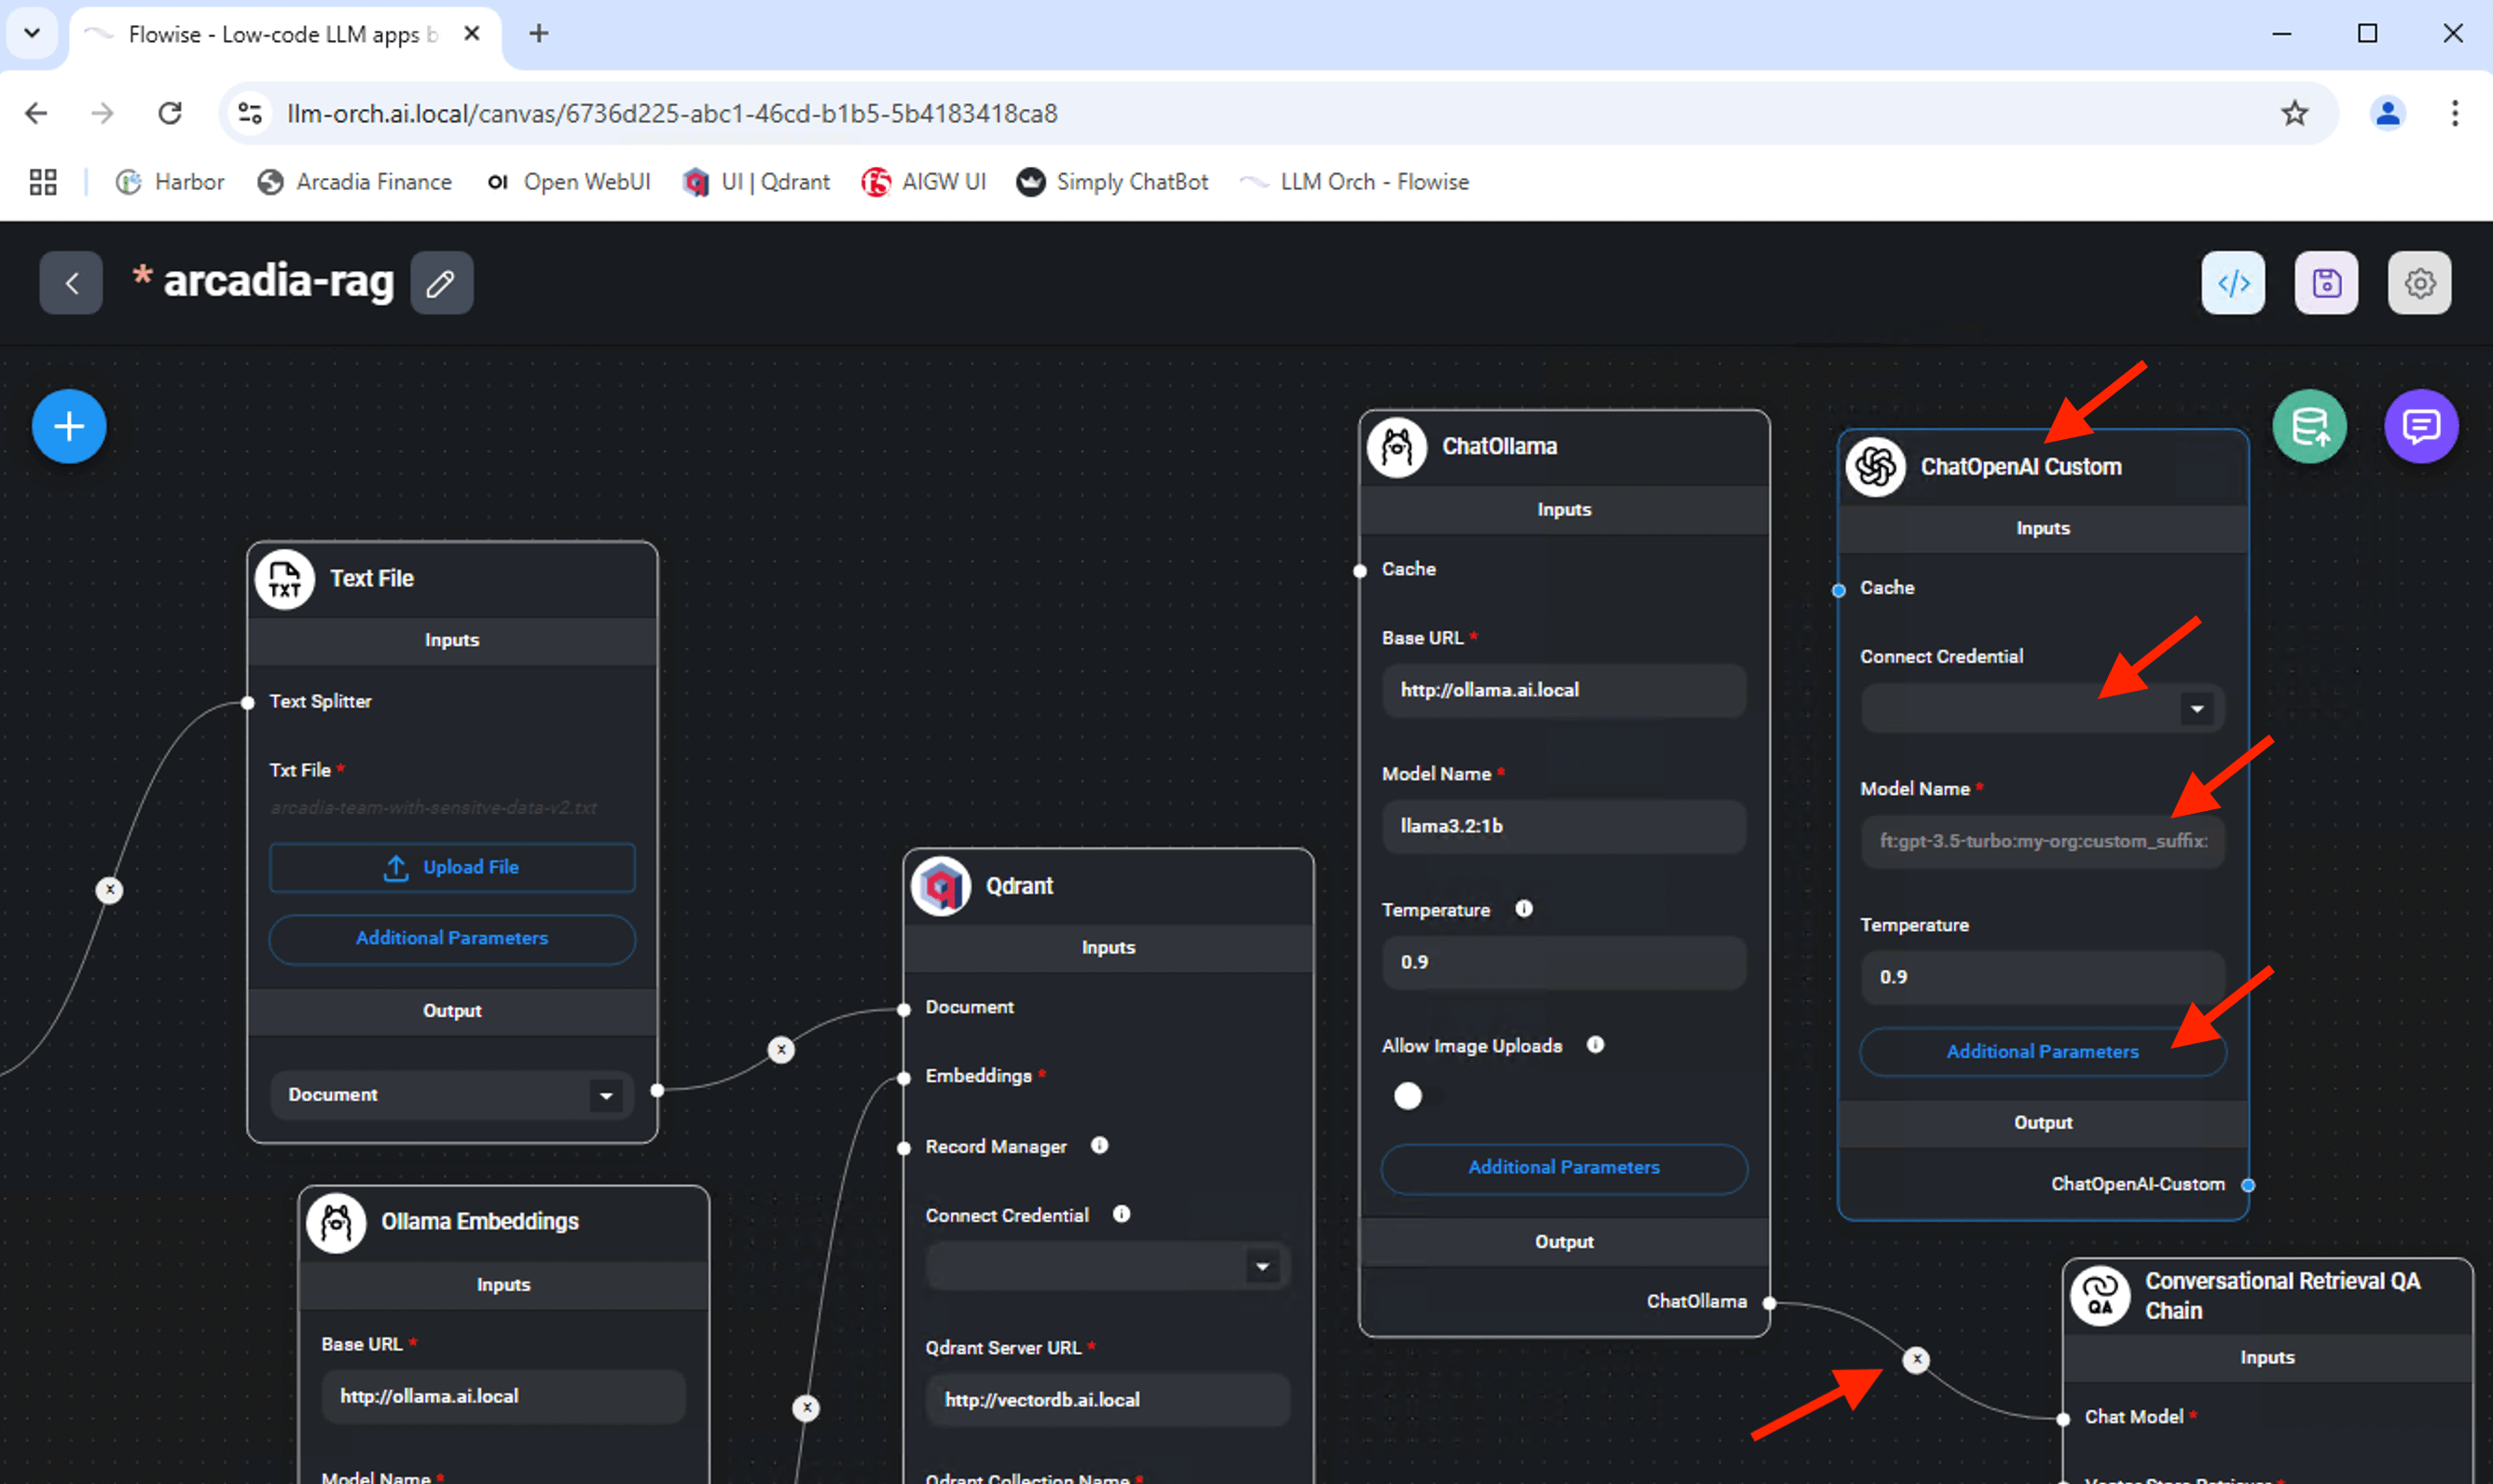 Flowise - Low-code LLM apps b
llm-orch.ai.local/canvas/6736d225-abc1-46cd-b1b5-5b4183418ca8
Harbor
Arcadia Finance
OI Open WebUI
UI | Qdrant
f5 AIGW UI
Simply ChatBot
LLM Orch - Flowise
* arcadia-rag
</>
TXT
Text File
Inputs
Text Splitter
Txt File *
arcadia-team-with-sensitve-data-v2.txt
Upload File
Additional Parameters
Output
Document
Ollama Embeddings
Inputs
Base URL *
http://ollama.ai.local
Model Name *
Qdrant
Inputs
Document
Embeddings *
Record Manager
Connect Credential
Qdrant Server URL *
http://vectordb.ai.local
Qdrant Collection Name *
ChatOllama
Inputs
Cache
Base URL *
http://ollama.ai.local
Model Name *
llama3.2:1b
Temperature
0.9
Allow Image Uploads
Additional Parameters
Output
ChatOllama
ChatOpenAI Custom
Inputs
Cache
Connect Credential
Model Name *
ft:gpt-3.5-turbo:my-org:custom_suffix:
Temperature
0.9
Additional Parameters
Output
ChatOpenAI-Custom
QA
Conversational Retrieval QA
Chain
Inputs
Chat Model *
Vector Store Retriever *